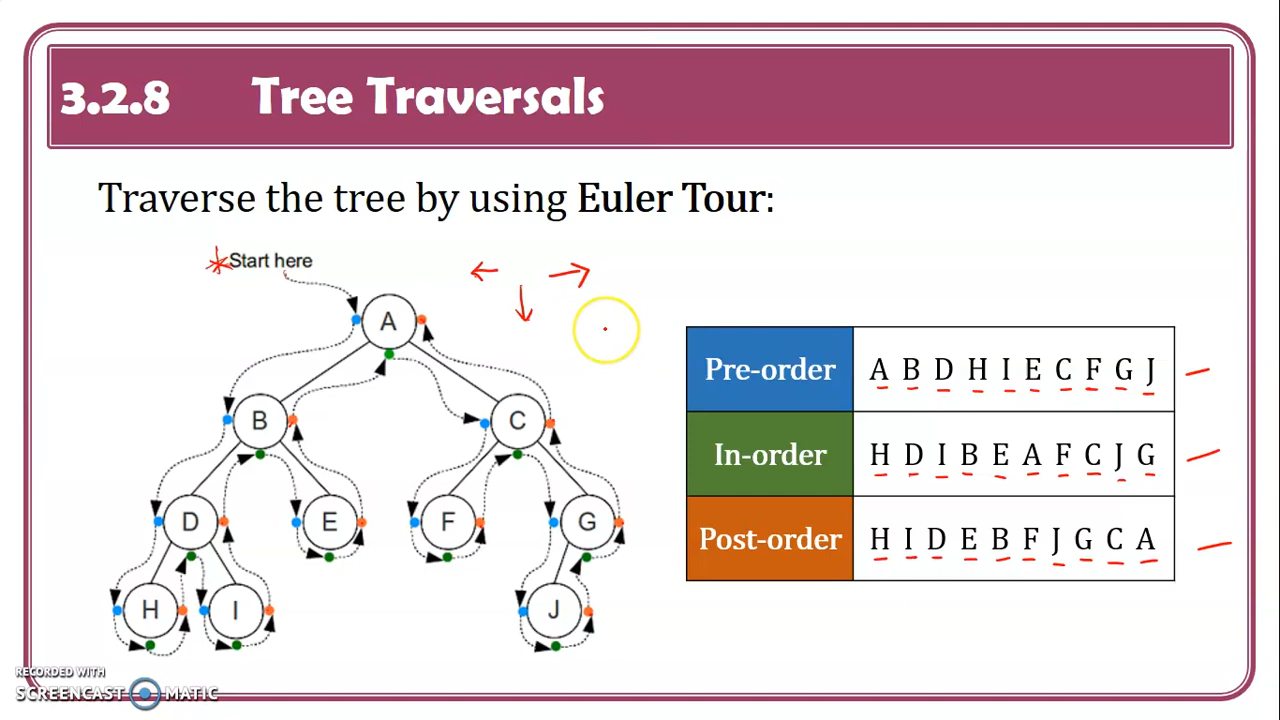 3.2.8 Tree Traversals
Traverse the tree by using Euler Tour:
Start here
A
B
C
D
E
F
G
H
I
J
Pre-order A B D H I E C F G J
In-order H D I B E A F C J G
Post-order H I D E B F J G C A
RECORDED WITH
SCREENCAST MATIC